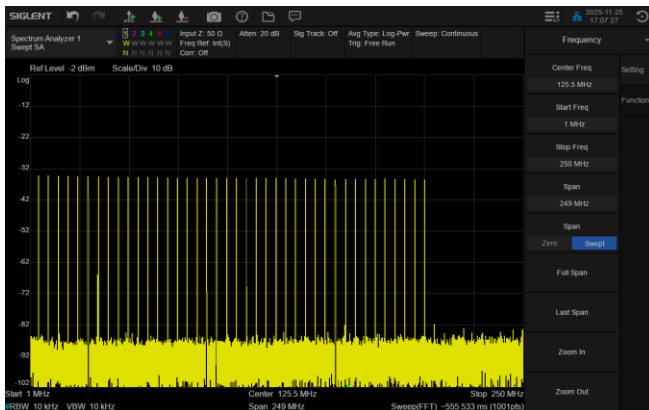 SIGLENT
2025-11-25
17:07:27
Spectrum Analyzer 1
Swept SA
1 2 3 4 5
W W W W W W
N N N N N N
Input Z: 50 Ω
Freq Ref: Int(S)
Corr: Off
Atten: 20 dB
Sig Track: Off
Avg Type: Log-Pwr
Trig: Free Run
Sweep: Continuous
Ref Level -2 dBm Scale/Div 10 dB
Log
-12
-22
-32
-42
-52
-62
-72
-82
-92
-102
Start 1 MHz Center 125.5 MHz Stop 250 MHz
#RBW 10 kHz VBW 10 kHz Span 249 MHz Sweep(FFT) ~555.533 ms (1001pts)
Frequency
Center Freq
125.5 MHz
Start Freq
1 MHz
Stop Freq
250 MHz
Span
249 MHz
Span
Zero Swept
Full Span
Last Span
Zoom In
Zoom Out
Setting
Function